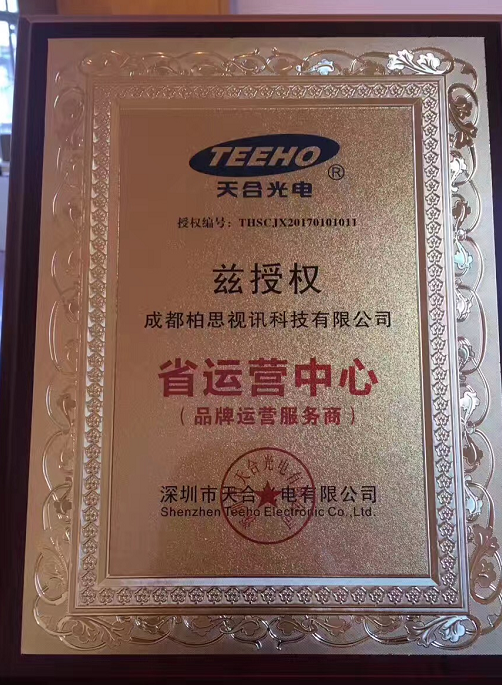 TEEHO®
天合光电
授权编号：THSCJX20170101011
兹授权
成都柏思视讯科技有限公司
省运营中心
（品牌运营服务商）
深圳市天合光电有限公司
Shenzhen Teeho Electronic Co.,Ltd.